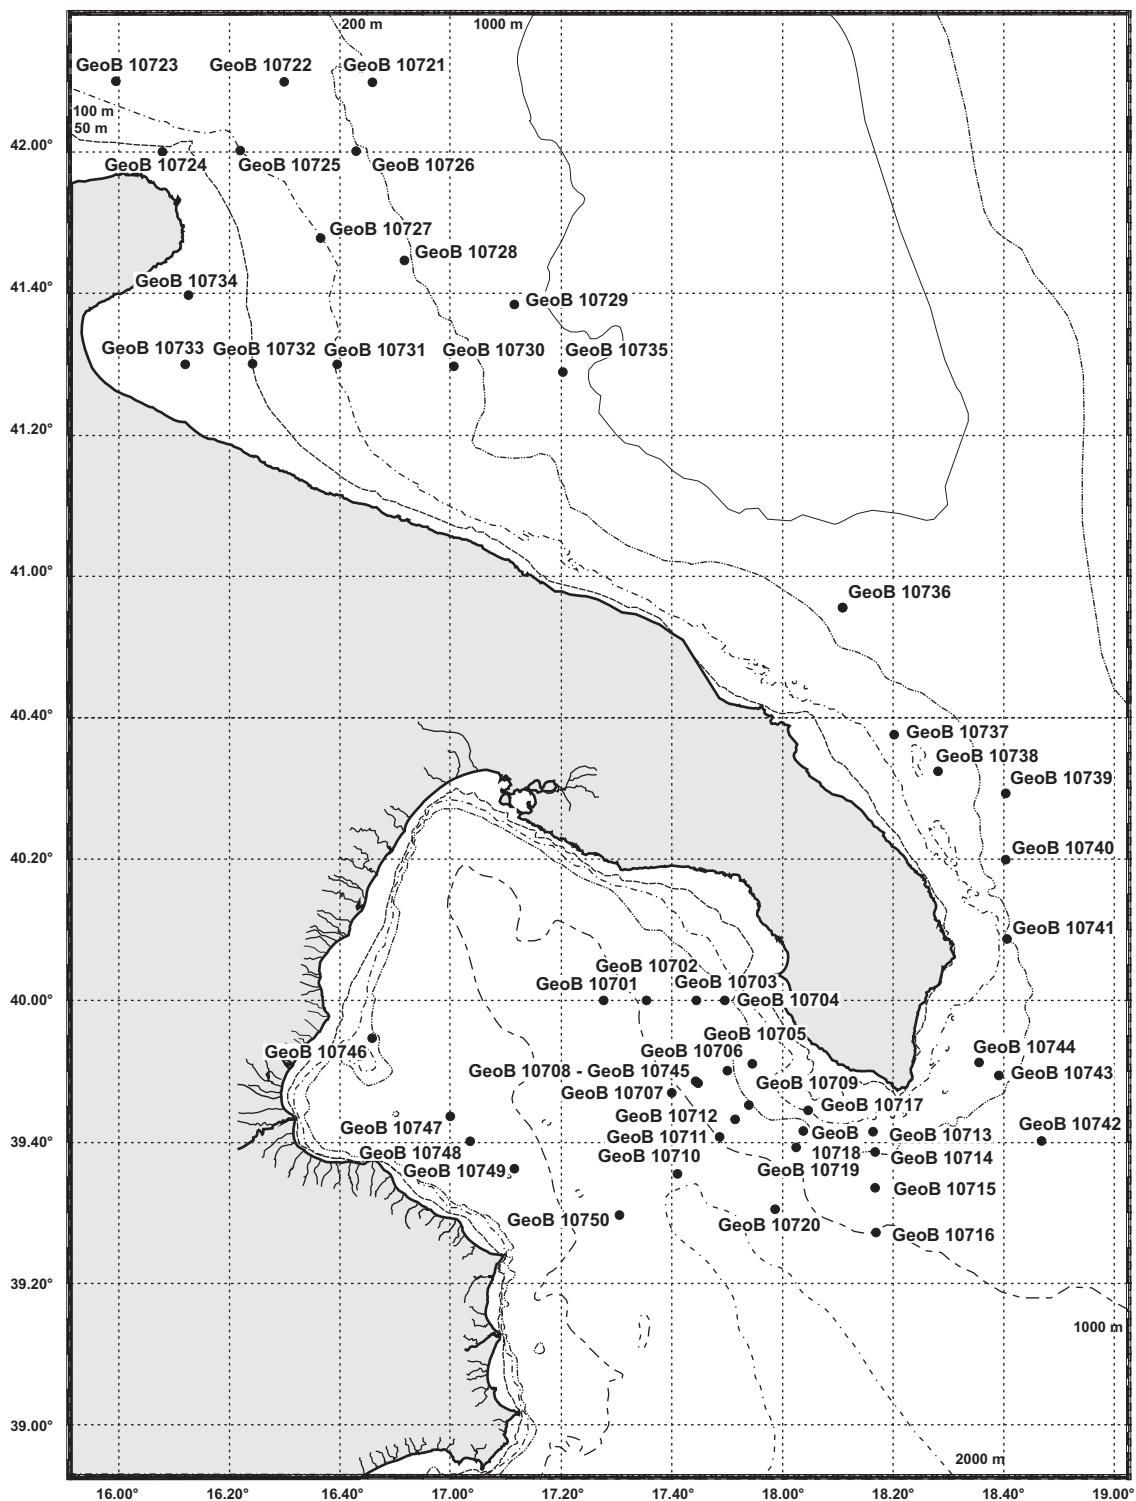 200 m
1000 m
GeoB 10723
GeoB 10722
GeoB 10721
100 m
50 m
42.00°
GeoB 10724
GeoB 10725
GeoB 10726
GeoB 10727
GeoB 10728
GeoB 10734
41.40°
GeoB 10729
GeoB 10733
GeoB 10732
GeoB 10731
GeoB 10730
GeoB 10735
41.20°
41.00°
GeoB 10736
40.40°
GeoB 10737
GeoB 10738
GeoB 10739
40.20°
GeoB 10740
GeoB 10741
GeoB 10702
GeoB 10701
GeoB 10703
40.00°
GeoB 10704
GeoB 10705
GeoB 10746
GeoB 10706
GeoB 10744
GeoB 10708 - GeoB 10745
GeoB 10743
GeoB 10709
GeoB 10707
GeoB 10717
GeoB 10712
GeoB 10742
GeoB 10747
GeoB 10711
GeoB
10718
GeoB 10713
39.40°
GeoB 10748
GeoB 10710
GeoB 10714
GeoB 10749
GeoB 10719
GeoB 10715
GeoB 10750
GeoB 10720
GeoB 10716
39.20°
1000 m
39.00°
2000 m
16.00°
16.20°
16.40°
17.00°
17.20°
17.40°
18.00°
18.20°
18.40°
19.00°